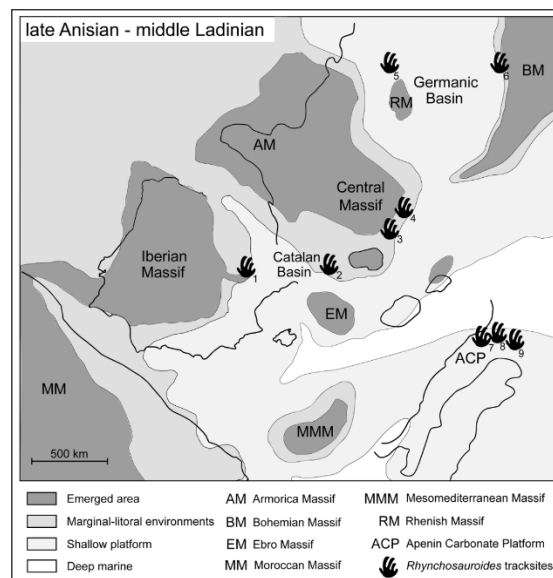 late Anisian - middle Ladinian
5
6
BM
Germanic
Basin
RM
AM
Central
Massif
4
3
Iberian
Massif
1
Catalan
Basin
2
EM
7
8
9
ACP
MM
MMM
500 km
Emerged area
Marginal-litoral environments
Shallow platform
Deep marine
AM Armorica Massif
BM Bohemian Massif
EM Ebro Massif
MM Moroccan Massif
MMM Mesomediterranean Massif
RM Rhenish Massif
ACP Apenin Carbonate Platform
Rhynchosauroides tracksites